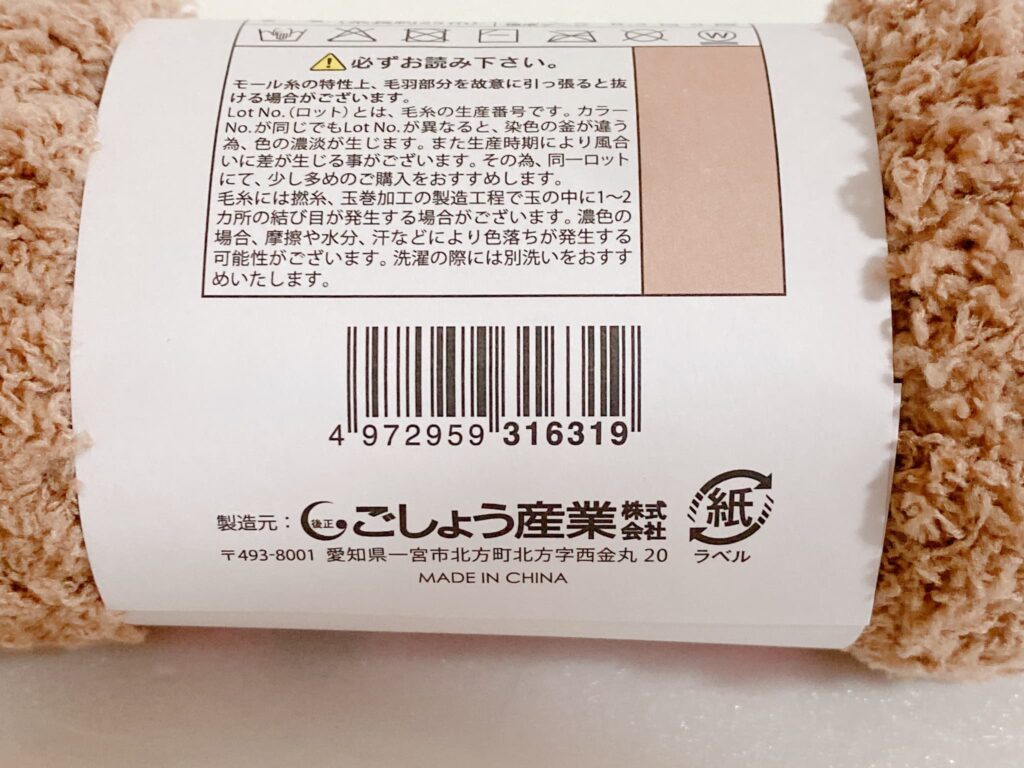 ⚠必ずお読み下さい。
モール糸の特性上、毛羽部分を故意に引っ張ると抜
ける場合がございます。
Lot No.(ロット)とは、毛糸の生産番号です。カラー
No.が同じでもLot No.が異なると、染色の釜が違う
為、色の濃淡が生じます。また生産時期により風合
いに差が生じる事がございます。その為、同一ロット
にて、少し多めのご購入をおすすめします。
毛糸には撚糸、玉巻加工の製造工程で玉の中に1〜2
カ所の結び目が発生する場合がございます。濃色の
場合、摩擦や水分、汗などにより色落ちが発生する
可能性がございます。洗濯の際には別洗いをおすす
めいたします。
4 972959 316319
製造元: 後正 ごしょう産業株式会社
〒493-8001 愛知県一宮市北方町北方字西金丸 20
MADE IN CHINA
紙
ラベル